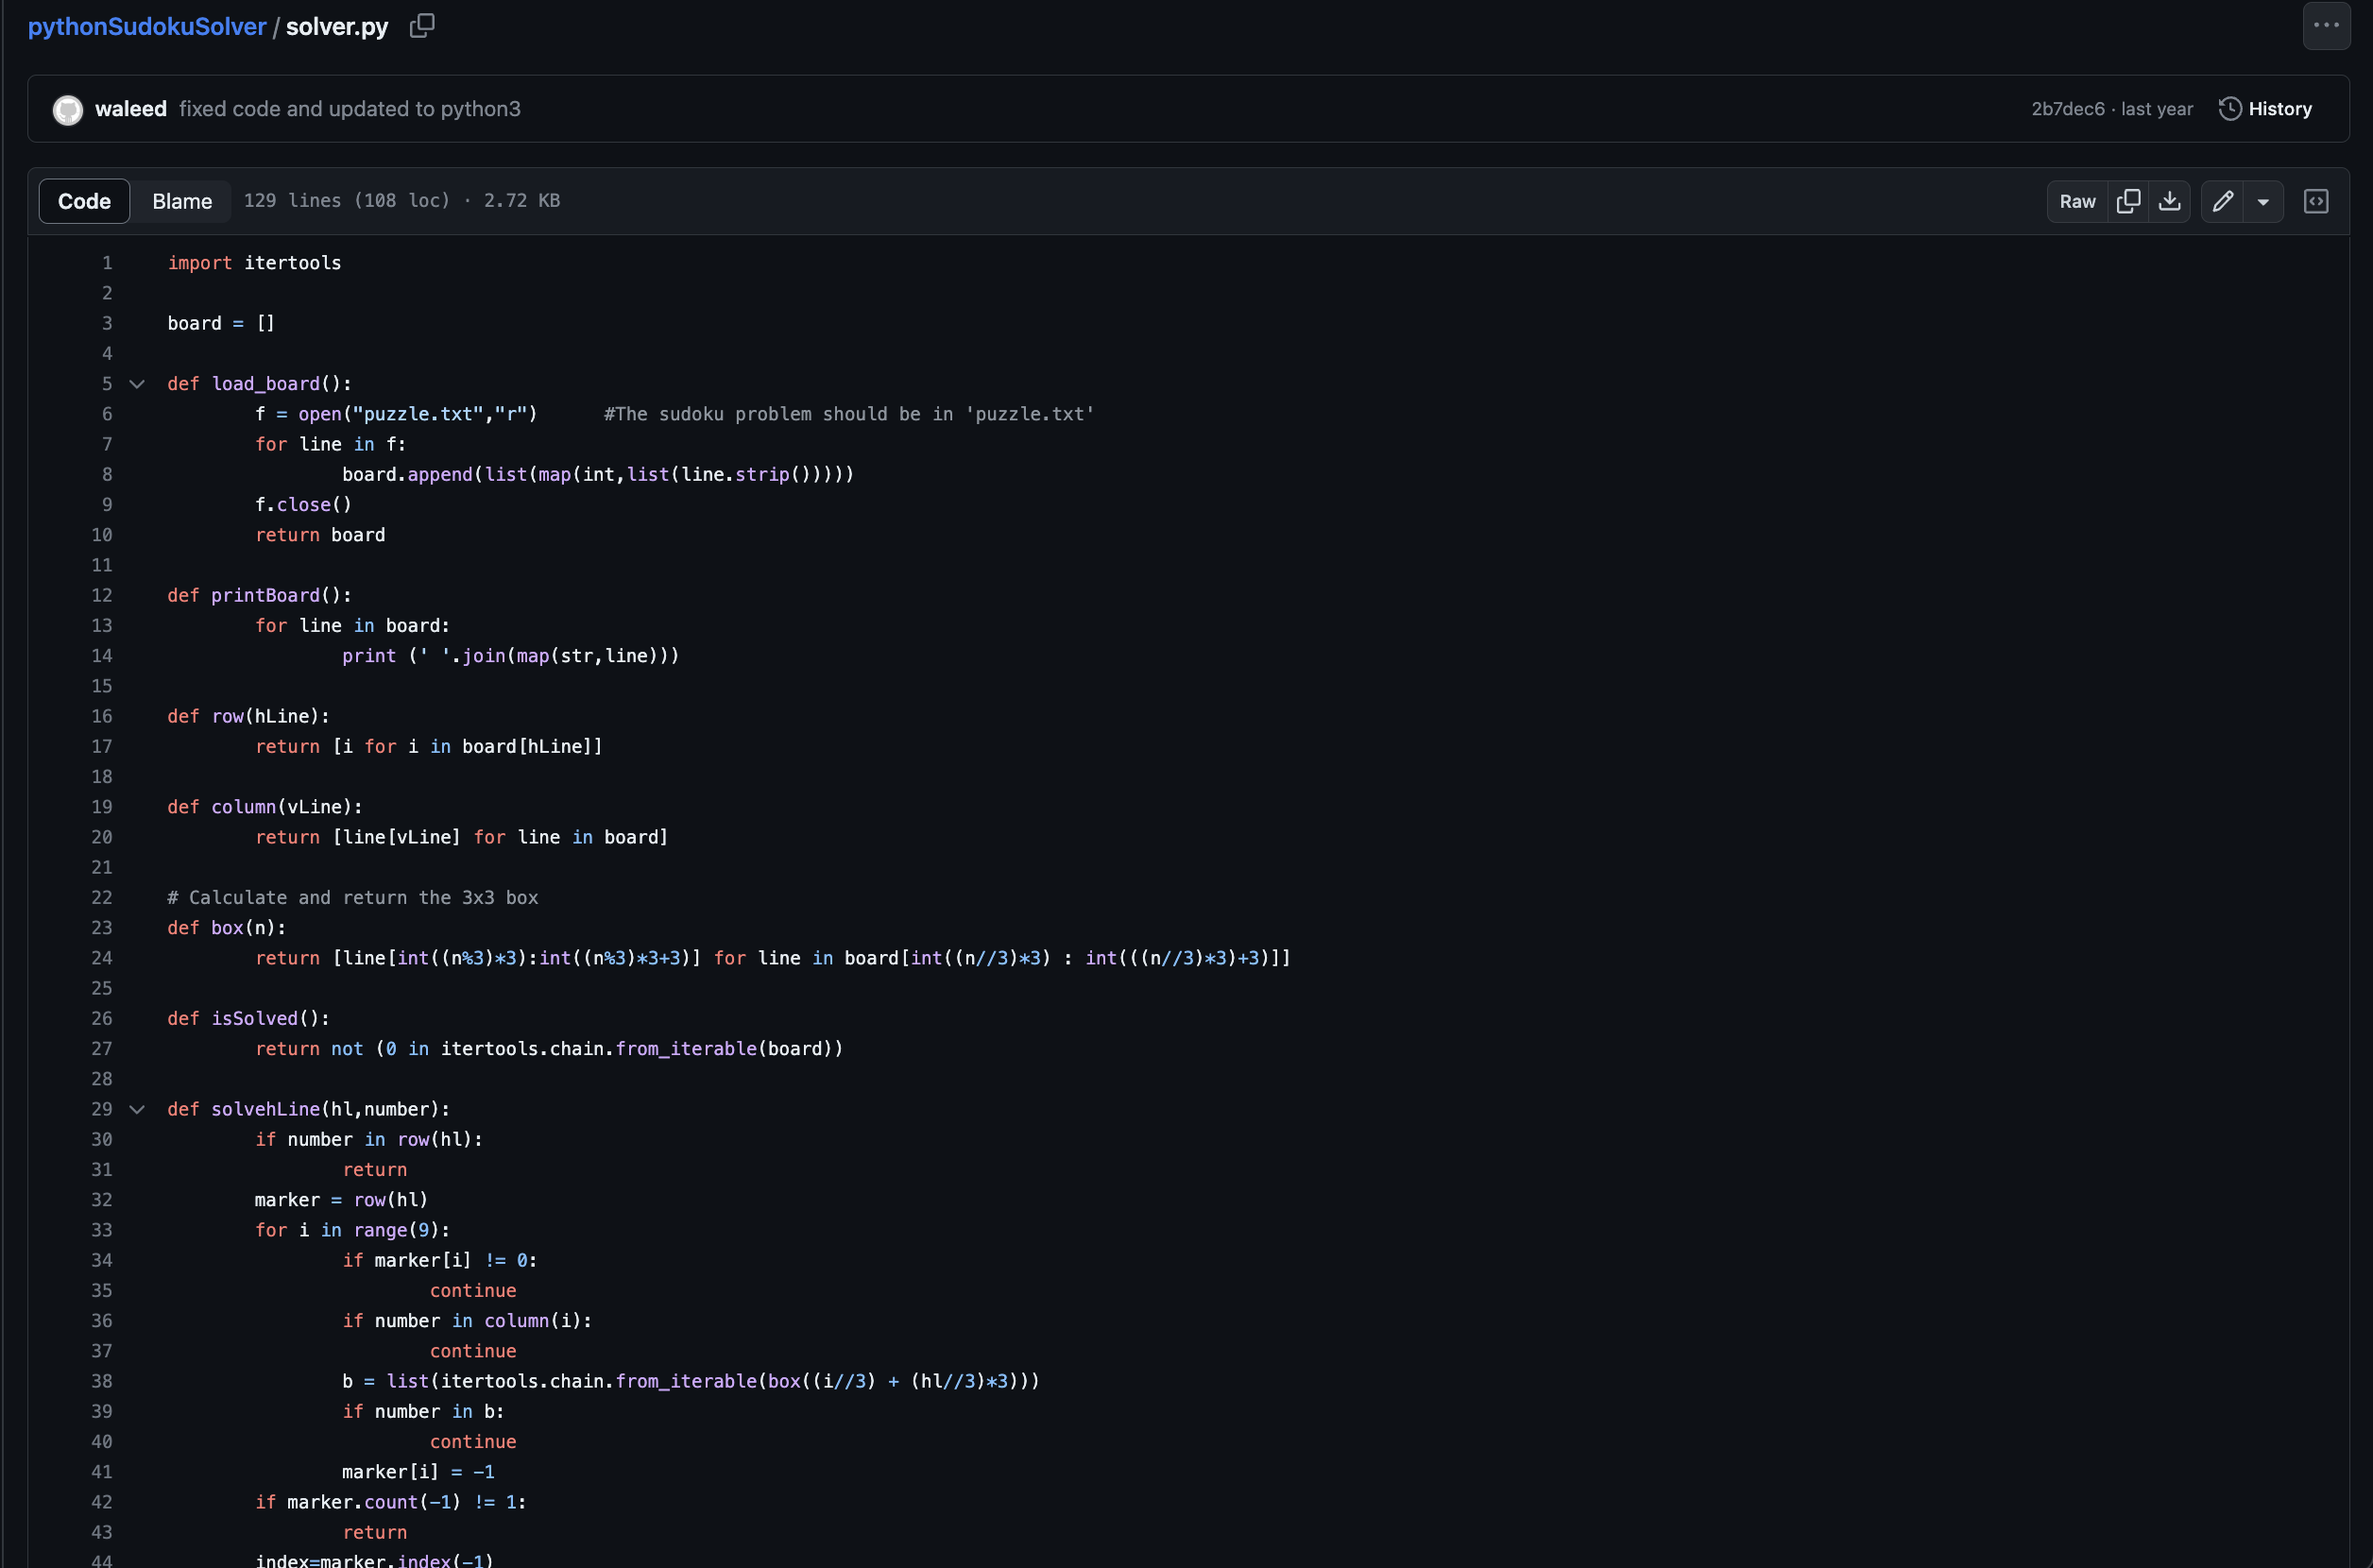 pythonSudokuSolver / solver.py
waleed fixed code and updated to python3 2b7dec6 · last year History
Code Blame 129 lines (108 loc) · 2.72 KB Raw
1 import itertools
2
3 board = []
4
5 def load_board():
6 f = open("puzzle.txt","r") #The sudoku problem should be in 'puzzle.txt'
7 for line in f:
8 board.append(list(map(int,list(line.strip()))))
9 f.close()
10 return board
11
12 def printBoard():
13 for line in board:
14 print (' '.join(map(str,line)))
15
16 def row(hLine):
17 return [i for i in board[hLine]]
18
19 def column(vLine):
20 return [line[vLine] for line in board]
21
22 # Calculate and return the 3x3 box
23 def box(n):
24 return [line[int((n%3)*3):int((n%3)*3+3)] for line in board[int((n//3)*3) : int(((n//3)*3)+3)]]
25
26 def isSolved():
27 return not (0 in itertools.chain.from_iterable(board))
28
29 def solvehLine(hl,number):
30 if number in row(hl):
31 return
32 marker = row(hl)
33 for i in range(9):
34 if marker[i] != 0:
35 continue
36 if number in column(i):
37 continue
38 b = list(itertools.chain.from_iterable(box((i//3) + (hl//3)*3)))
39 if number in b:
40 continue
41 marker[i] = -1
42 if marker.count(-1) != 1:
43 return
44 index=marker.index(-1)